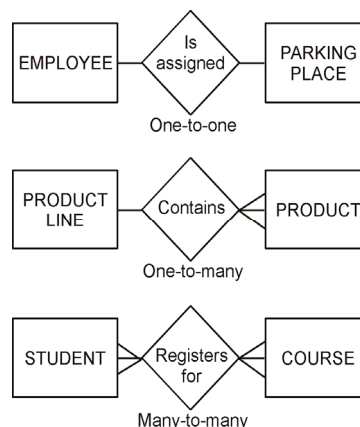 EMPLOYEE
Is
assigned
PARKING
PLACE
One-to-one
PRODUCT
LINE
Contains
PRODUCT
One-to-many
STUDENT
Registers
for
COURSE
Many-to-many